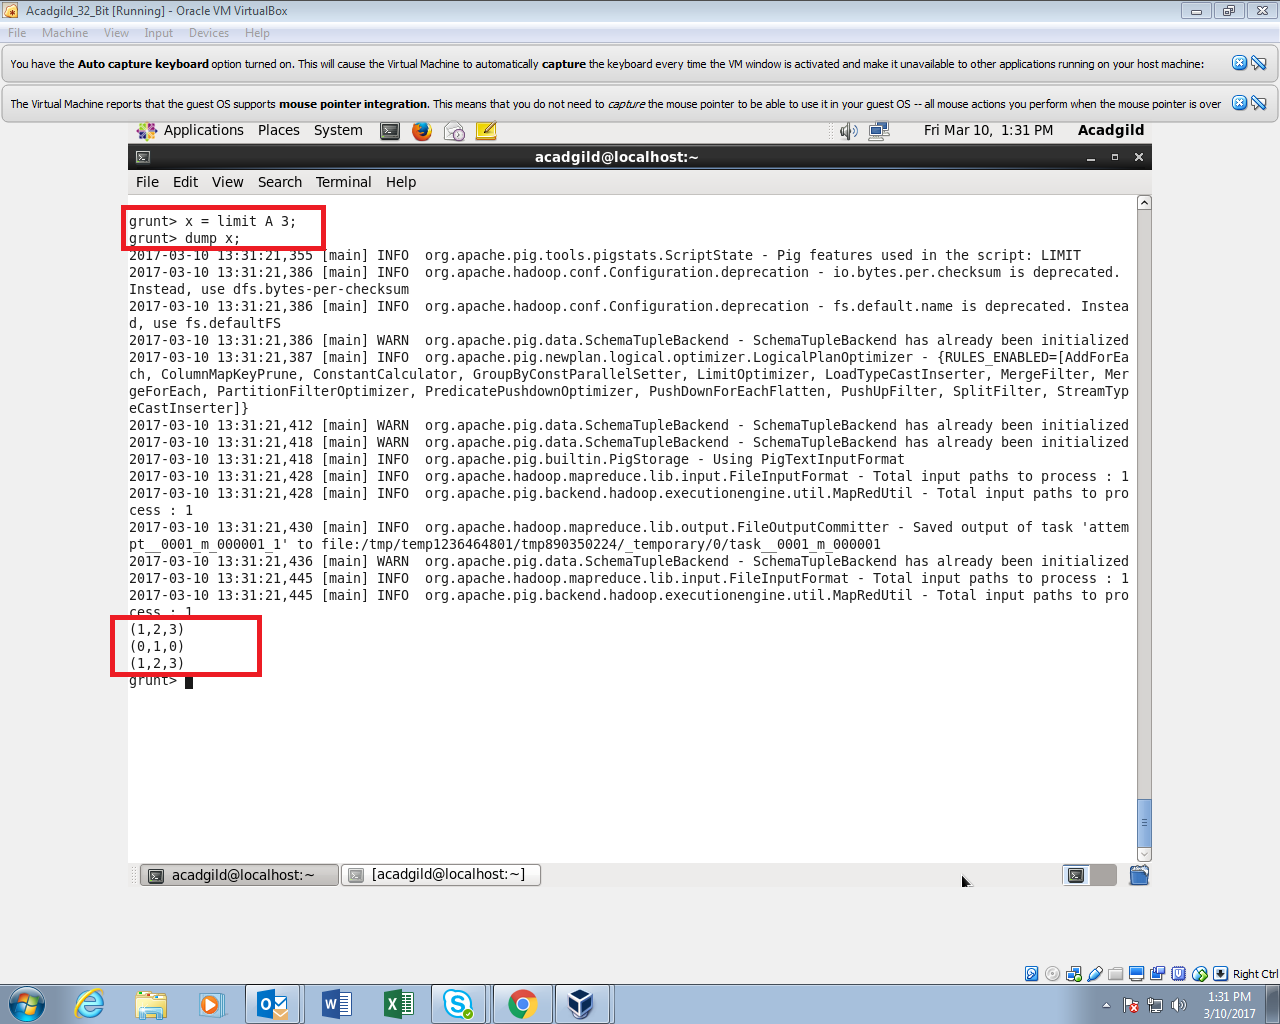 Acadgild_32_Bit [Running] - Oracle VM VirtualBox
File Machine View Input Devices Help
You have the Auto capture keyboard option turned on. This will cause the Virtual Machine to automatically capture the keyboard every time the VM window is activated and make it unavailable to other applications running on your host machine:
The Virtual Machine reports that the guest OS supports mouse pointer integration. This means that you do not need to capture the mouse pointer to be able to use it in your guest OS -- all mouse actions you perform when the mouse pointer is over
Applications Places System Fri Mar 10, 1:31 PM Acadgild
acadgild@localhost:~
File Edit View Search Terminal Help
grunt> x = limit A 3;
grunt> dump x;
2017-03-10 13:31:21,355 [main] INFO  org.apache.pig.tools.pigstats.ScriptState - Pig features used in the script: LIMIT
2017-03-10 13:31:21,386 [main] INFO  org.apache.hadoop.conf.Configuration.deprecation - io.bytes.per.checksum is deprecated.
Instead, use dfs.bytes-per-checksum
2017-03-10 13:31:21,386 [main] INFO  org.apache.hadoop.conf.Configuration.deprecation - fs.default.name is deprecated. Instea
d, use fs.defaultFS
2017-03-10 13:31:21,386 [main] WARN  org.apache.pig.data.SchemaTupleBackend - SchemaTupleBackend has already been initialized
2017-03-10 13:31:21,387 [main] INFO  org.apache.pig.newplan.logical.optimizer.LogicalPlanOptimizer - {RULES_ENABLED=[AddForEa
ch, ColumnMapKeyPrune, ConstantCalculator, GroupByConstParallelSetter, LimitOptimizer, LoadTypeCastInserter, MergeFilter, Mer
geForEach, PartitionFilterOptimizer, PredicatePushdownOptimizer, PushDownForEachFlatten, PushUpFilter, SplitFilter, StreamTyp
eCastInserter]}
2017-03-10 13:31:21,412 [main] WARN  org.apache.pig.data.SchemaTupleBackend - SchemaTupleBackend has already been initialized
2017-03-10 13:31:21,418 [main] WARN  org.apache.pig.data.SchemaTupleBackend - SchemaTupleBackend has already been initialized
2017-03-10 13:31:21,418 [main] INFO  org.apache.pig.builtin.PigStorage - Using PigTextInputFormat
2017-03-10 13:31:21,428 [main] INFO  org.apache.hadoop.mapreduce.lib.input.FileInputFormat - Total input paths to process : 1
2017-03-10 13:31:21,428 [main] INFO  org.apache.pig.backend.hadoop.executionengine.util.MapRedUtil - Total input paths to pro
cess : 1
2017-03-10 13:31:21,430 [main] INFO  org.apache.hadoop.mapreduce.lib.output.FileOutputCommitter - Saved output of task 'attem
pt__0001_m_000001_1' to file:/tmp/temp1236464801/tmp890350224/_temporary/0/task__0001_m_000001
2017-03-10 13:31:21,436 [main] WARN  org.apache.pig.data.SchemaTupleBackend - SchemaTupleBackend has already been initialized
2017-03-10 13:31:21,445 [main] INFO  org.apache.hadoop.mapreduce.lib.input.FileInputFormat - Total input paths to process : 1
2017-03-10 13:31:21,445 [main] INFO  org.apache.pig.backend.hadoop.executionengine.util.MapRedUtil - Total input paths to pro
cess : 1
(1,2,3)
(0,1,0)
(1,2,3)
grunt>
acadgild@localhost:~ [acadgild@localhost:~]
Right Ctrl
1:31 PM
3/10/2017